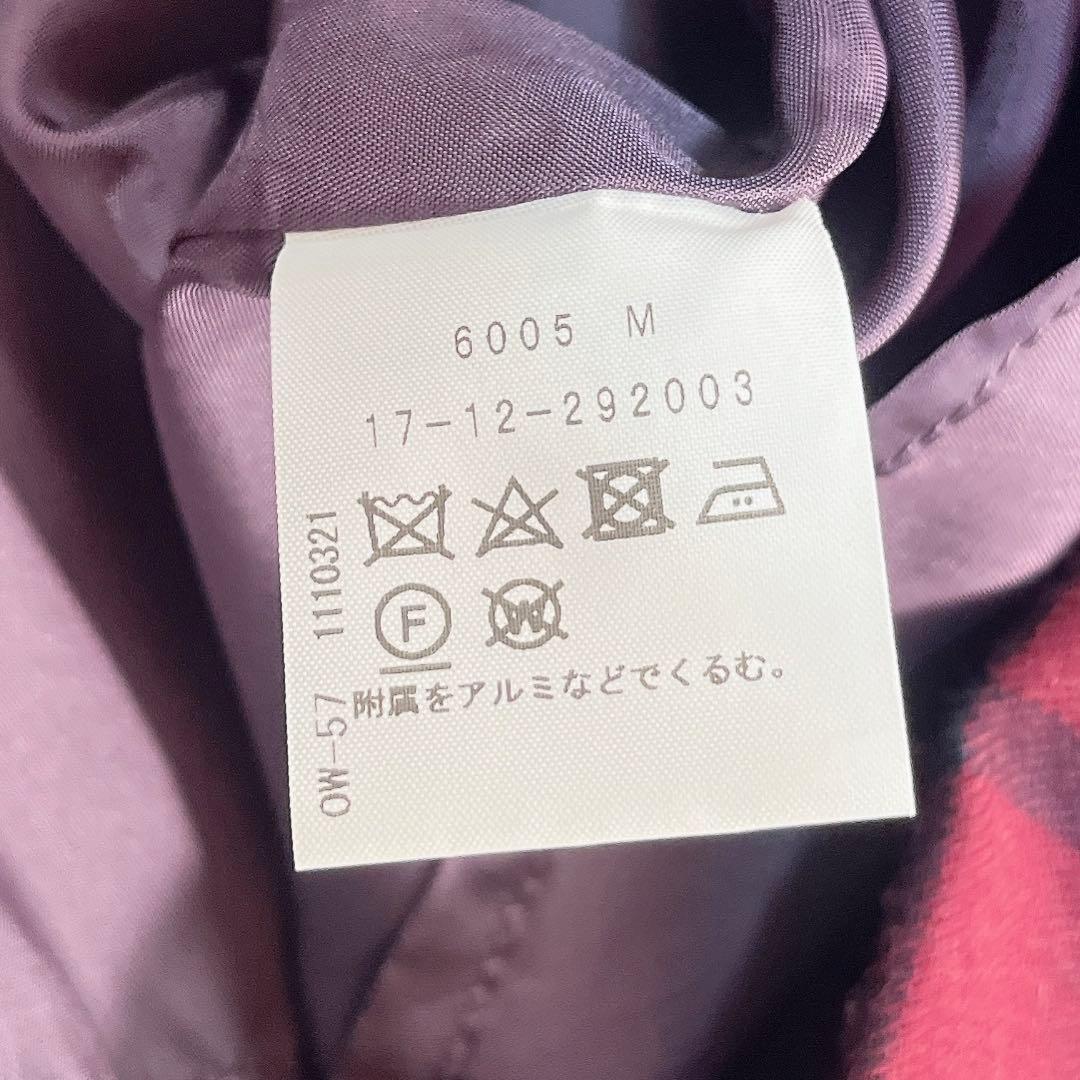 6005 M
17-12-292003
F
W
附属をアルミなどでくるむ。
OW-57 1110321